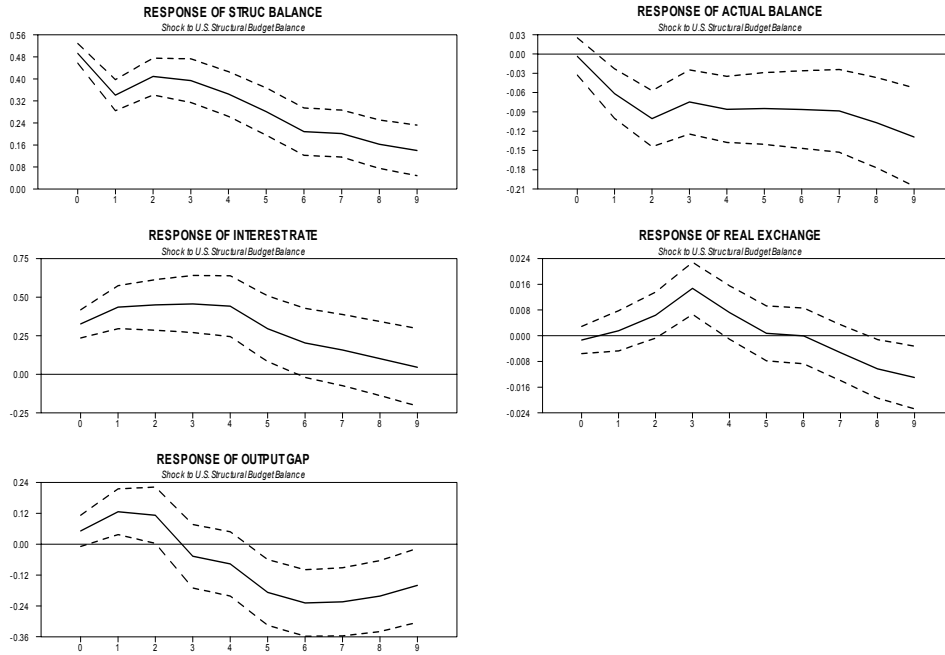 RESPONSE OF STRUC BALANCE
Shock to U.S. Structural Budget Balance
0.56
0.48
0.40
0.32
0.24
0.16
0.08
0.00
0 1 2 3 4 5 6 7 8 9
RESPONSE OF ACTUAL BALANCE
Shock to U.S. Structural Budget Balance
0.03
0.00
-0.03
-0.06
-0.09
-0.12
-0.15
-0.18
-0.21
0 1 2 3 4 5 6 7 8 9
RESPONSE OF INTEREST RATE
Shock to U.S. Structural Budget Balance
0.75
0.50
0.25
0.00
-0.25
0 1 2 3 4 5 6 7 8 9
RESPONSE OF REAL EXCHANGE
Shock to U.S. Structural Budget Balance
0.024
0.016
0.008
0.000
-0.008
-0.016
-0.024
0 1 2 3 4 5 6 7 8 9
RESPONSE OF OUTPUT GAP
Shock to U.S. Structural Budget Balance
0.24
0.12
0.00
-0.12
-0.24
-0.36
0 1 2 3 4 5 6 7 8 9